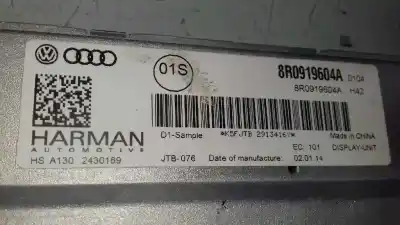 01S
8R0919604A 010A
8R0919604A H42
D1-Sample
Made in CHINA
HARMAN
AUTOMOTIVE
EC: 101 DISPLAY-UNIT
HS A130 2430169 JTB-076 Date of manufacture: 02.01.14